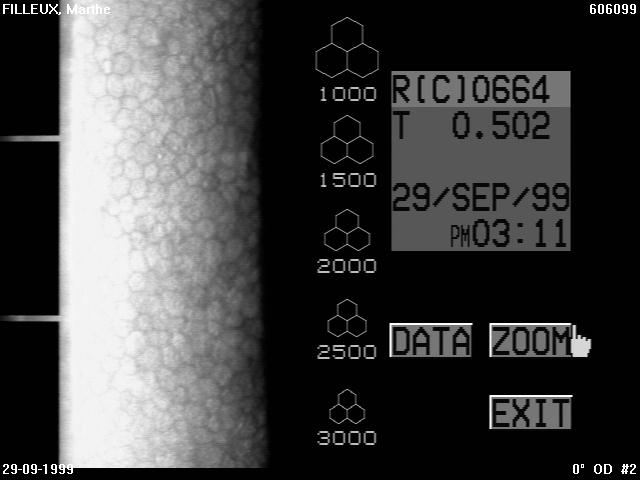 FILLEUX, Marthe
606099
1000
1500
2000
2500
3000
R[C]0664
T 0.502
29/SEP/99
PM03:11
DATA ZOOM
EXIT
29-09-1999
0° OD #2